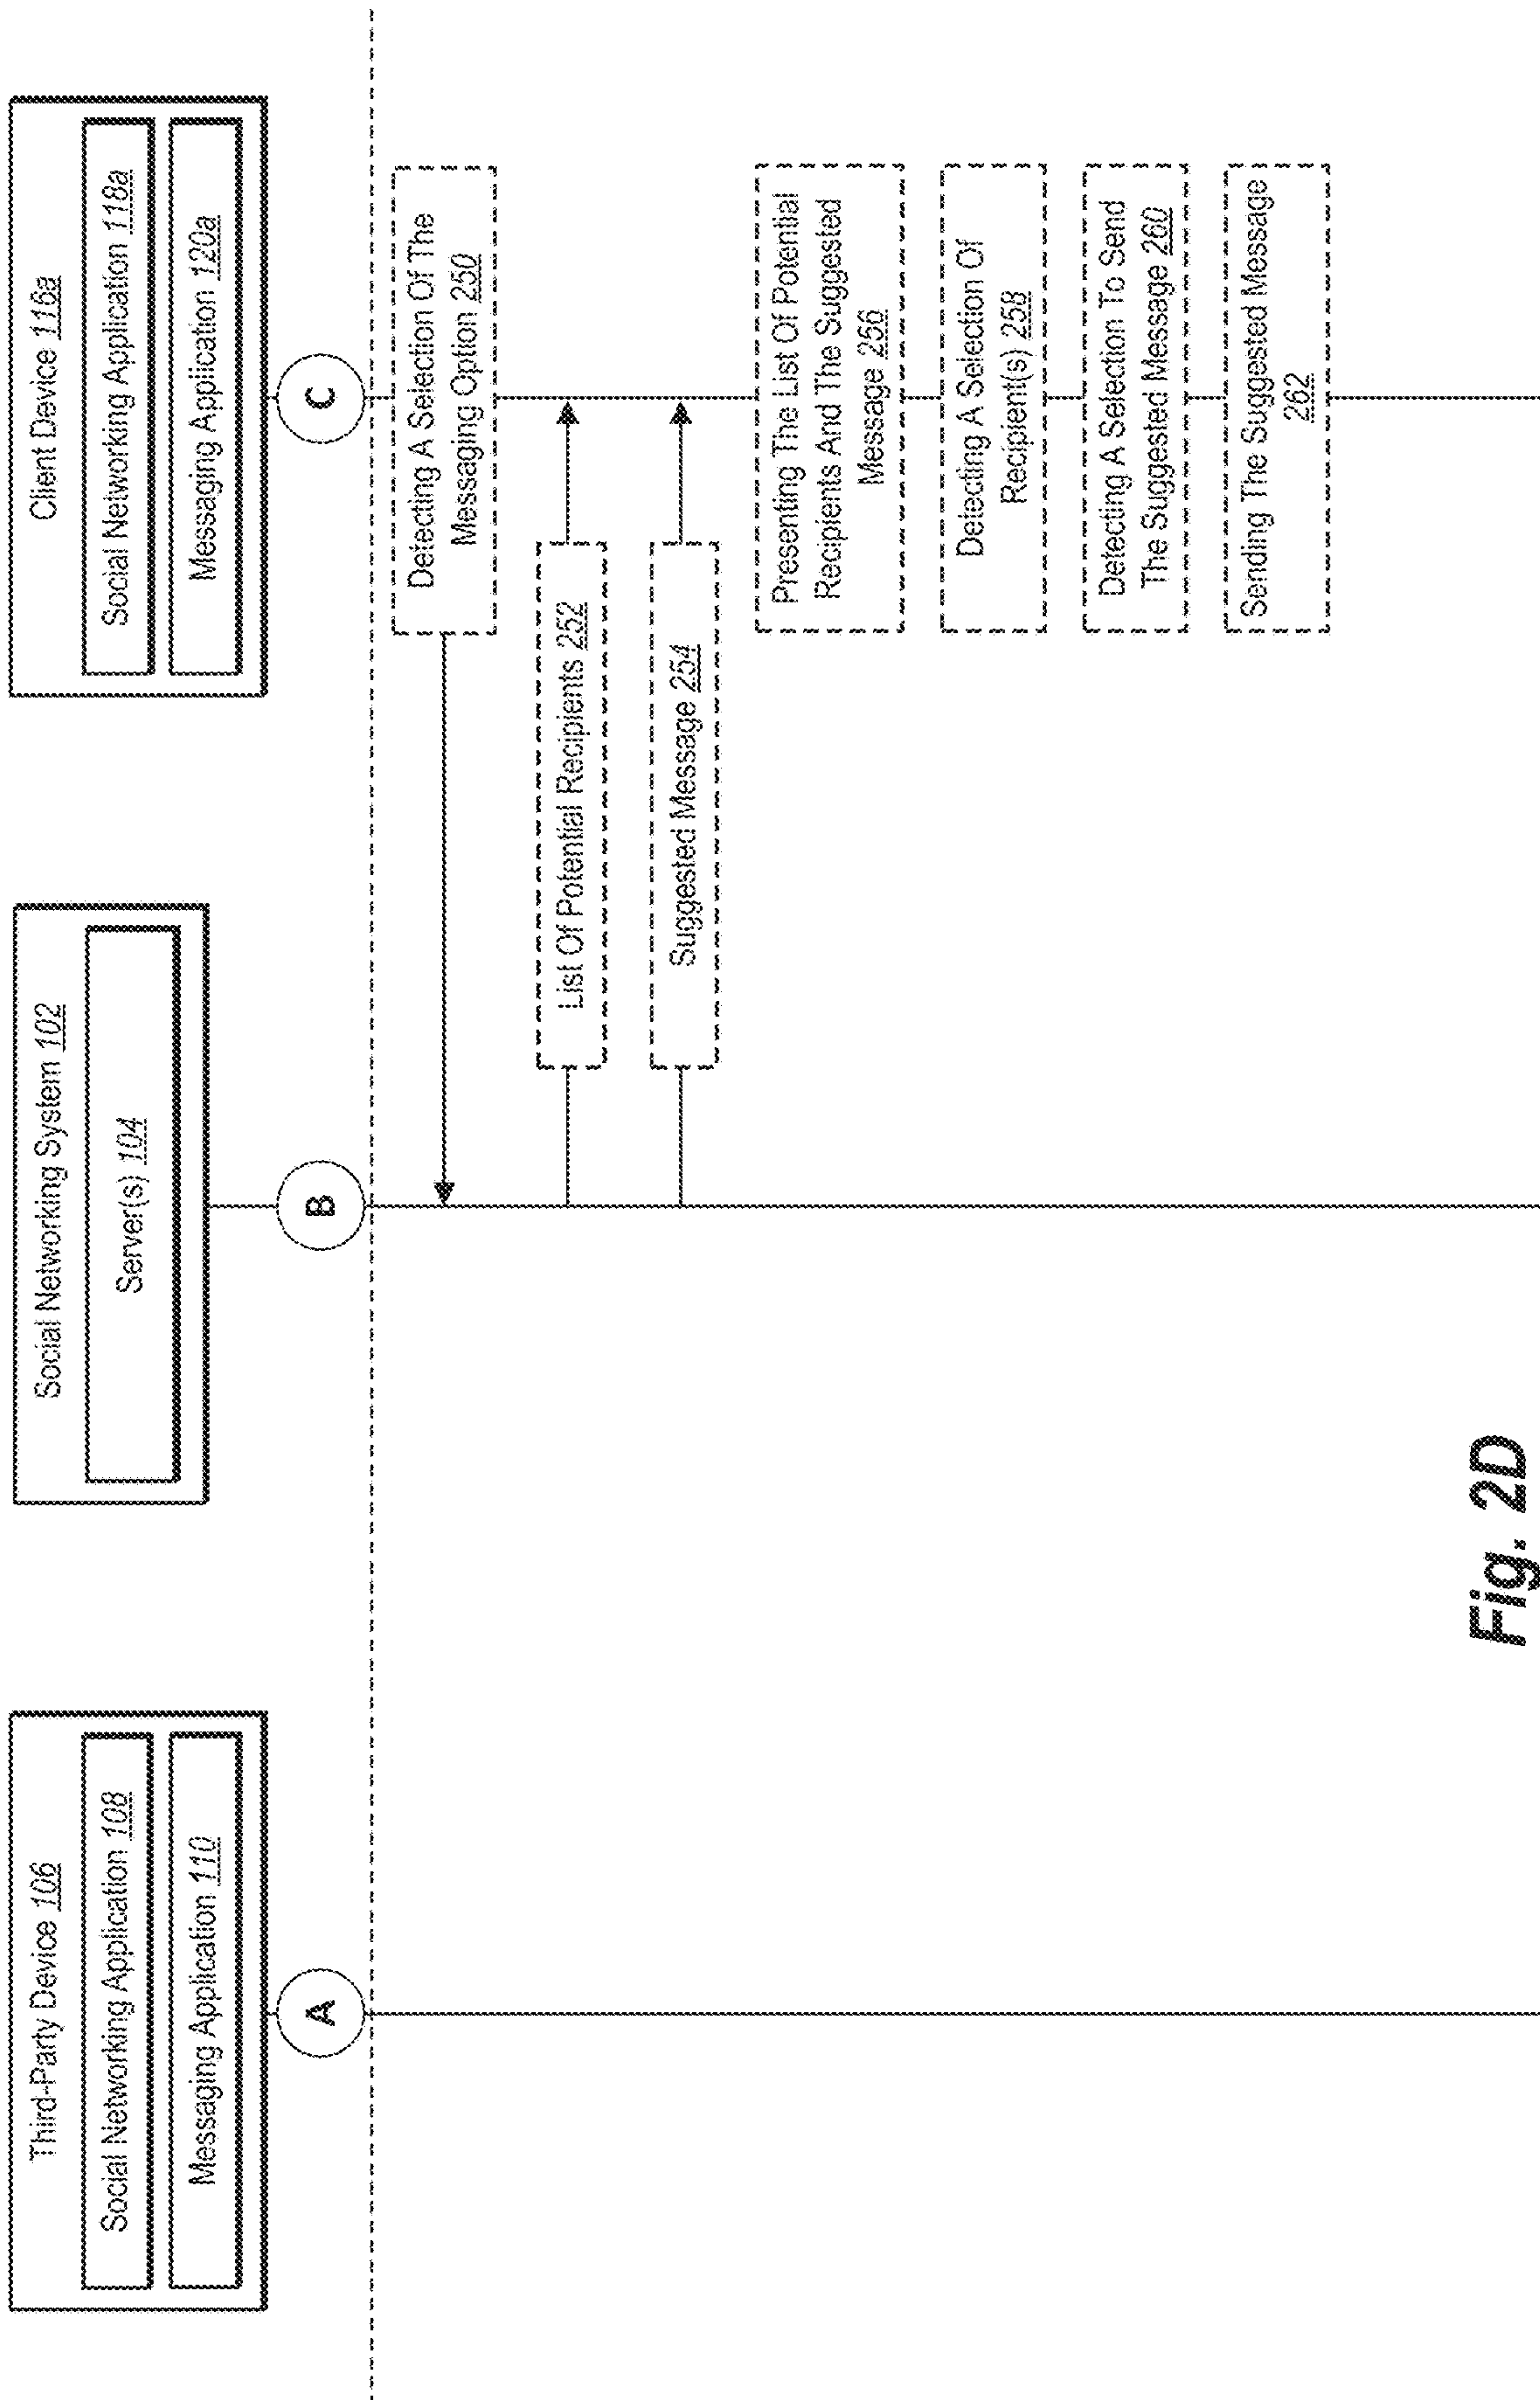 Third-Party Device 106
Social Networking Application 108
Messaging Application 110
A
Social Networking System 102
Server(s) 104
B
Client Device 116a
Social Networking Application 118a
Messaging Application 120a
C
Detecting A Selection Of The
Messaging Option 250
List Of Potential Recipients 252
Suggested Message 254
Presenting The List Of Potential
Recipients And The Suggested
Message 256
Detecting A Selection Of
Recipient(s) 258
Detecting A Selection To Send
The Suggested Message 260
Sending The Suggested Message
262
Fig. 2D